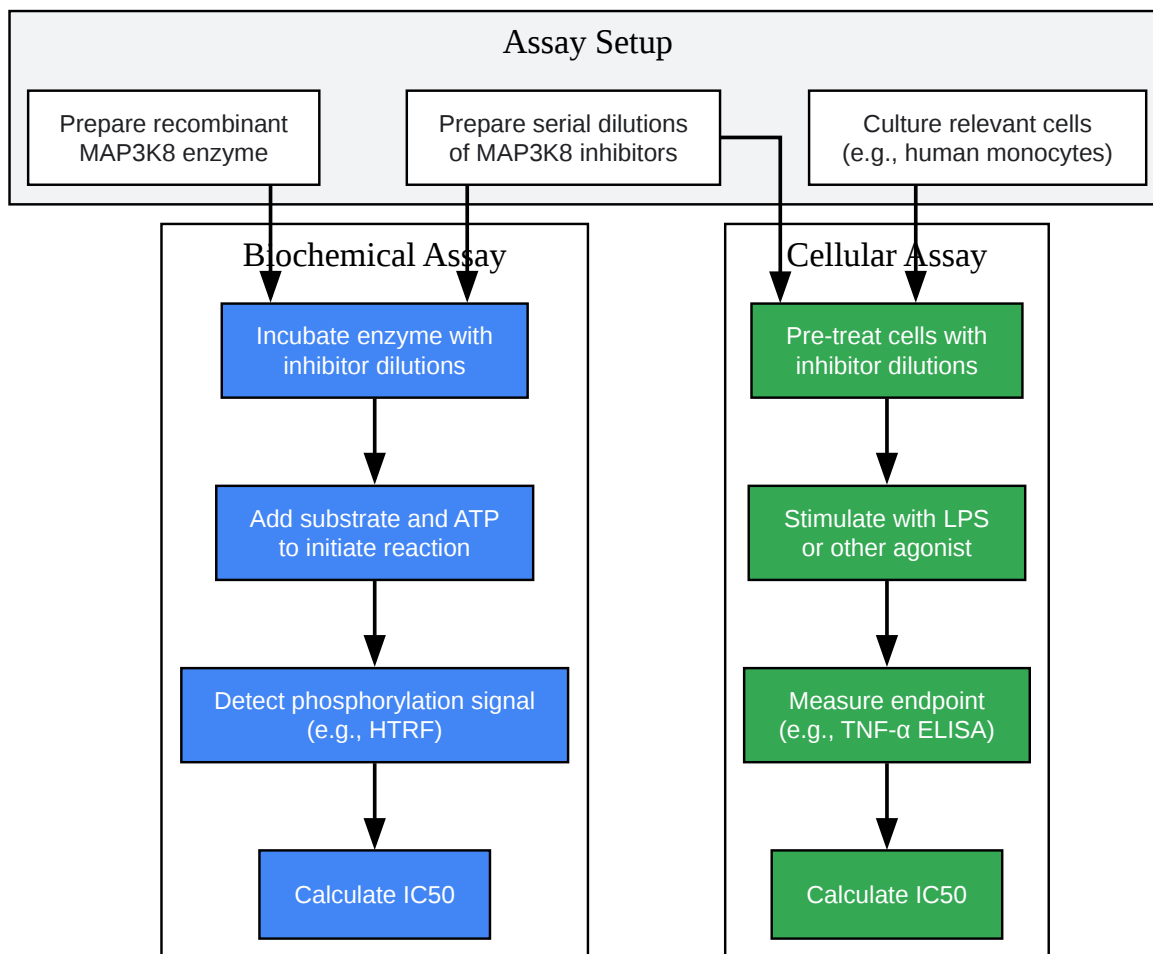 Assay Setup
Prepare recombinant
MAP3K8 enzyme
Prepare serial dilutions
of MAP3K8 inhibitors
Culture relevant cells
(e.g., human monocytes)
Biochemical Assay
Incubate enzyme with
inhibitor dilutions
Add substrate and ATP
to initiate reaction
Detect phosphorylation signal
(e.g., HTRF)
Calculate IC50
Cellular Assay
Pre-treat cells with
inhibitor dilutions
Stimulate with LPS
or other agonist
Measure endpoint
(e.g., TNF-α ELISA)
Calculate IC50